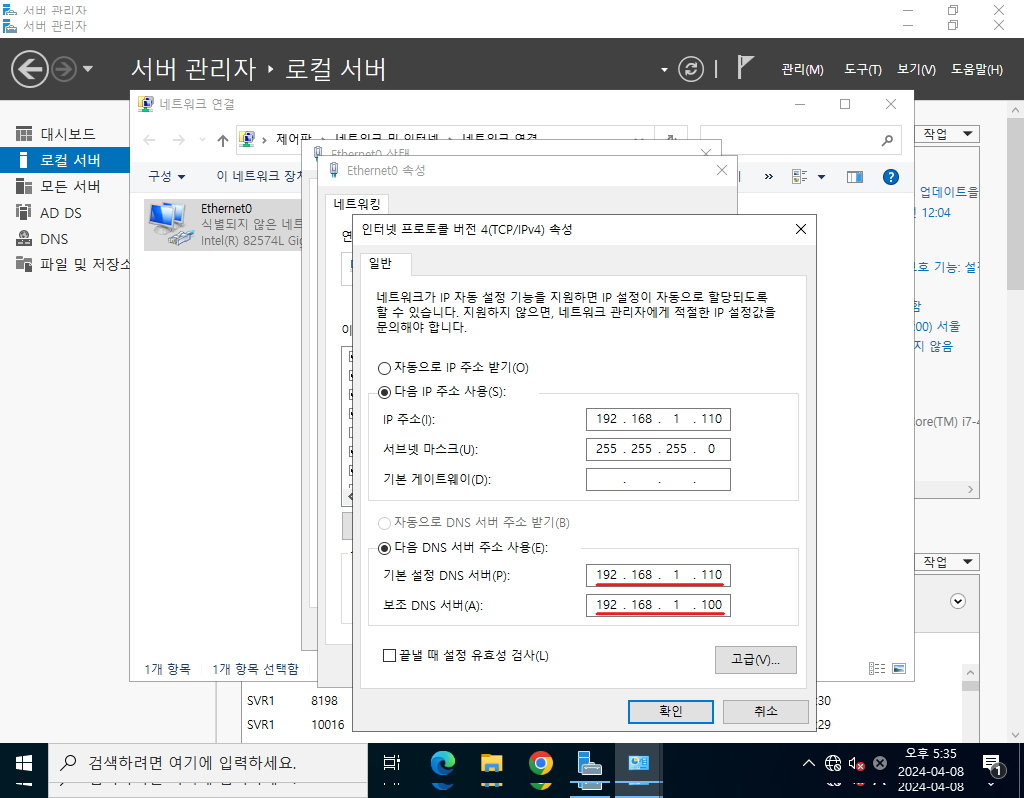 서버 관리자
서버 관리자
서버 관리자 ‣ 로컬 서버
관리(M) 도구(T) 보기(V) 도움말(H)
대시보드
로컬 서버
모든 서버
AD DS
DNS
파일 및 저장소
네트워크 연결
제어판 › 네트워크 및 인터넷 › 네트워크 연결
구성
이 네트워크 장치
»
Ethernet0
식별되지 않은 네트
Intel(R) 82574L Gig
1개 항목 1개 항목 선택함
Ethernet0 상태
Ethernet0 속성
네트워킹
인터넷 프로토콜 버전 4(TCP/IPv4) 속성
일반
네트워크가 IP 자동 설정 기능을 지원하면 IP 설정이 자동으로 할당되도록
할 수 있습니다. 지원하지 않으면, 네트워크 관리자에게 적절한 IP 설정값을
문의해야 합니다.
자동으로 IP 주소 받기(O)
다음 IP 주소 사용(S):
IP 주소(I): 192 . 168 . 1 . 110
서브넷 마스크(U): 255 . 255 . 255 . 0
기본 게이트웨이(D): . . .
자동으로 DNS 서버 주소 받기(B)
다음 DNS 서버 주소 사용(E):
기본 설정 DNS 서버(P): 192 . 168 . 1 . 110
보조 DNS 서버(A): 192 . 168 . 1 . 100
끝낼 때 설정 유효성 검사(L)
고급(V)...
확인 취소
작업
업데이트을
12:04
호 기능: 설정
함
00) 서울
지 않음
ore(TM) i7-4
작업
SVR1 8198 :30
SVR1 10016 :29
검색하려면 여기에 입력하세요.
오후 5:35
2024-04-08
1
2024-04-08